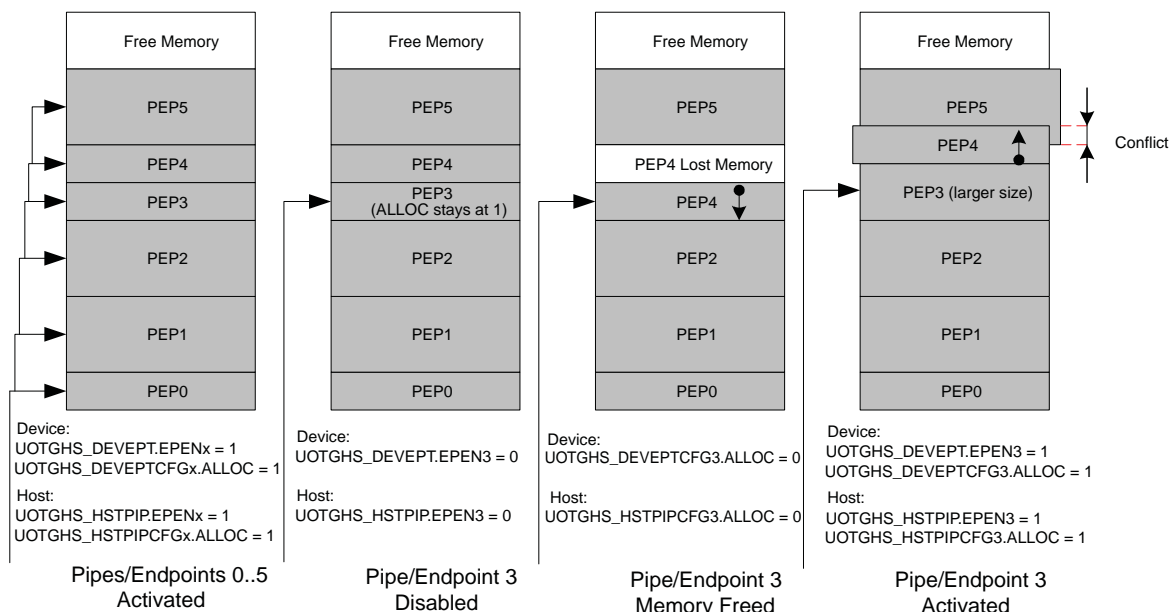 Free Memory
PEP5
PEP4
PEP3
PEP2
PEP1
PEP0
Device:
UOTGHS_DEVEPT.EPENx = 1
UOTGHS_DEVEPTCFGx.ALLOC = 1
Host:
UOTGHS_HSTPIP.EPENx = 1
UOTGHS_HSTPIPCFGx.ALLOC = 1
Pipes/Endpoints 0..5
Activated
Free Memory
PEP5
PEP4
PEP3
(ALLOC stays at 1)
PEP2
PEP1
PEP0
Device:
UOTGHS_DEVEPT.EPEN3 = 0
Host:
UOTGHS_HSTPIP.EPEN3 = 0
Pipe/Endpoint 3
Disabled
Free Memory
PEP5
PEP4 Lost Memory
PEP4
PEP2
PEP1
PEP0
Device:
UOTGHS_DEVEPTCFG3.ALLOC = 0
Host:
UOTGHS_HSTPIPCFG3.ALLOC = 0
Pipe/Endpoint 3
Memory Freed
Free Memory
PEP5
PEP4
Conflict
PEP3 (larger size)
PEP2
PEP1
PEP0
Device:
UOTGHS_DEVEPT.EPEN3 = 1
UOTGHS_DEVEPTCFG3.ALLOC = 1
Host:
UOTGHS_HSTPIP.EPEN3 = 1
UOTGHS_HSTPIPCFG3.ALLOC = 1
Pipe/Endpoint 3
Activated